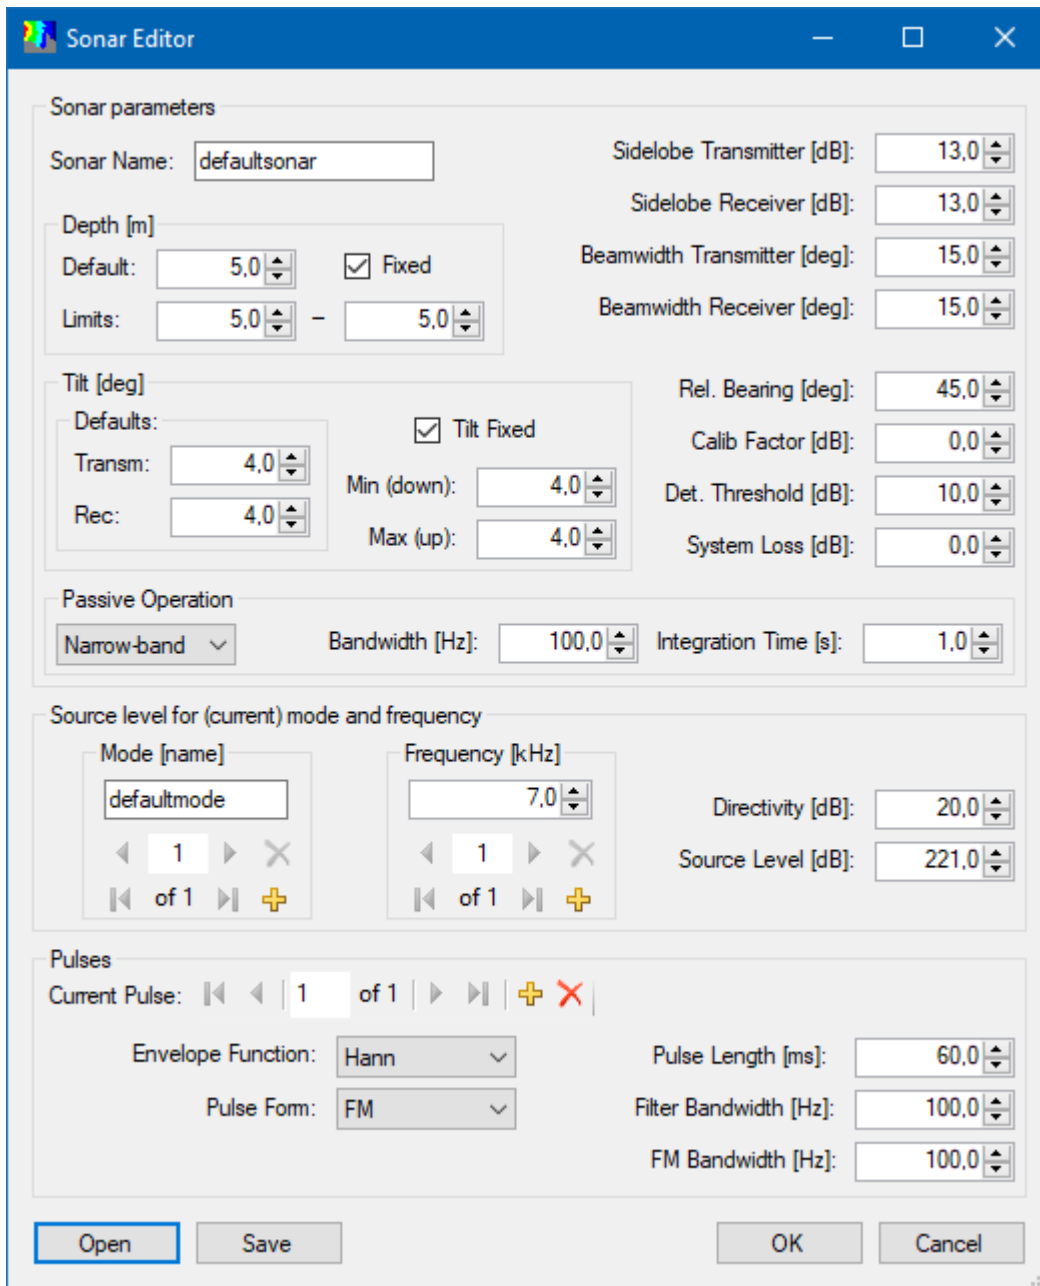 Sonar Editor
Sonar parameters
Sonar Name: defaultsonar
Depth [m]
Default: 5,0 Fixed
Limits: 5,0 – 5,0
Sidelobe Transmitter [dB]: 13,0
Sidelobe Receiver [dB]: 13,0
Beamwidth Transmitter [deg]: 15,0
Beamwidth Receiver [deg]: 15,0
Tilt [deg]
Defaults:
Transm: 4,0
Rec: 4,0
Tilt Fixed
Min (down): 4,0
Max (up): 4,0
Rel. Bearing [deg]: 45,0
Calib Factor [dB]: 0,0
Det. Threshold [dB]: 10,0
System Loss [dB]: 0,0
Passive Operation
Narrow-band Bandwidth [Hz]: 100,0 Integration Time [s]: 1,0
Source level for (current) mode and frequency
Mode [name]
defaultmode
1
of 1
Frequency [kHz]
7,0
1
of 1
Directivity [dB]: 20,0
Source Level [dB]: 221,0
Pulses
Current Pulse: 1 of 1
Envelope Function: Hann
Pulse Form: FM
Pulse Length [ms]: 60,0
Filter Bandwidth [Hz]: 100,0
FM Bandwidth [Hz]: 100,0
Open Save OK Cancel